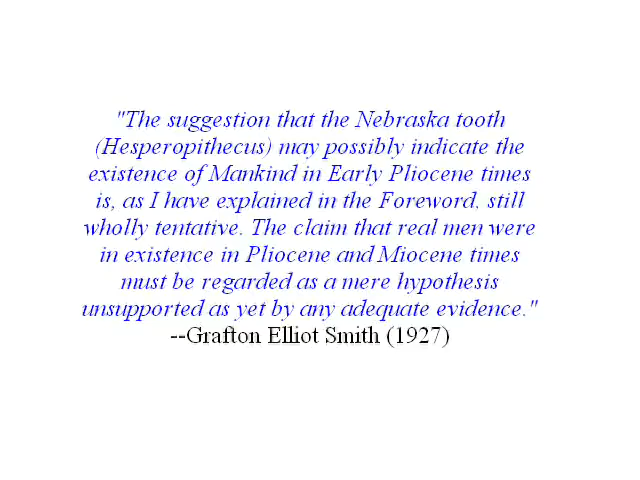 "The suggestion that the Nebraska tooth
(Hesperopithecus) may possibly indicate the
existence of Mankind in Early Pliocene times
is, as I have explained in the Foreword, still
wholly tentative. The claim that real men were
in existence in Pliocene and Miocene times
must be regarded as a mere hypothesis
unsupported as yet by any adequate evidence."
--Grafton Elliot Smith (1927)